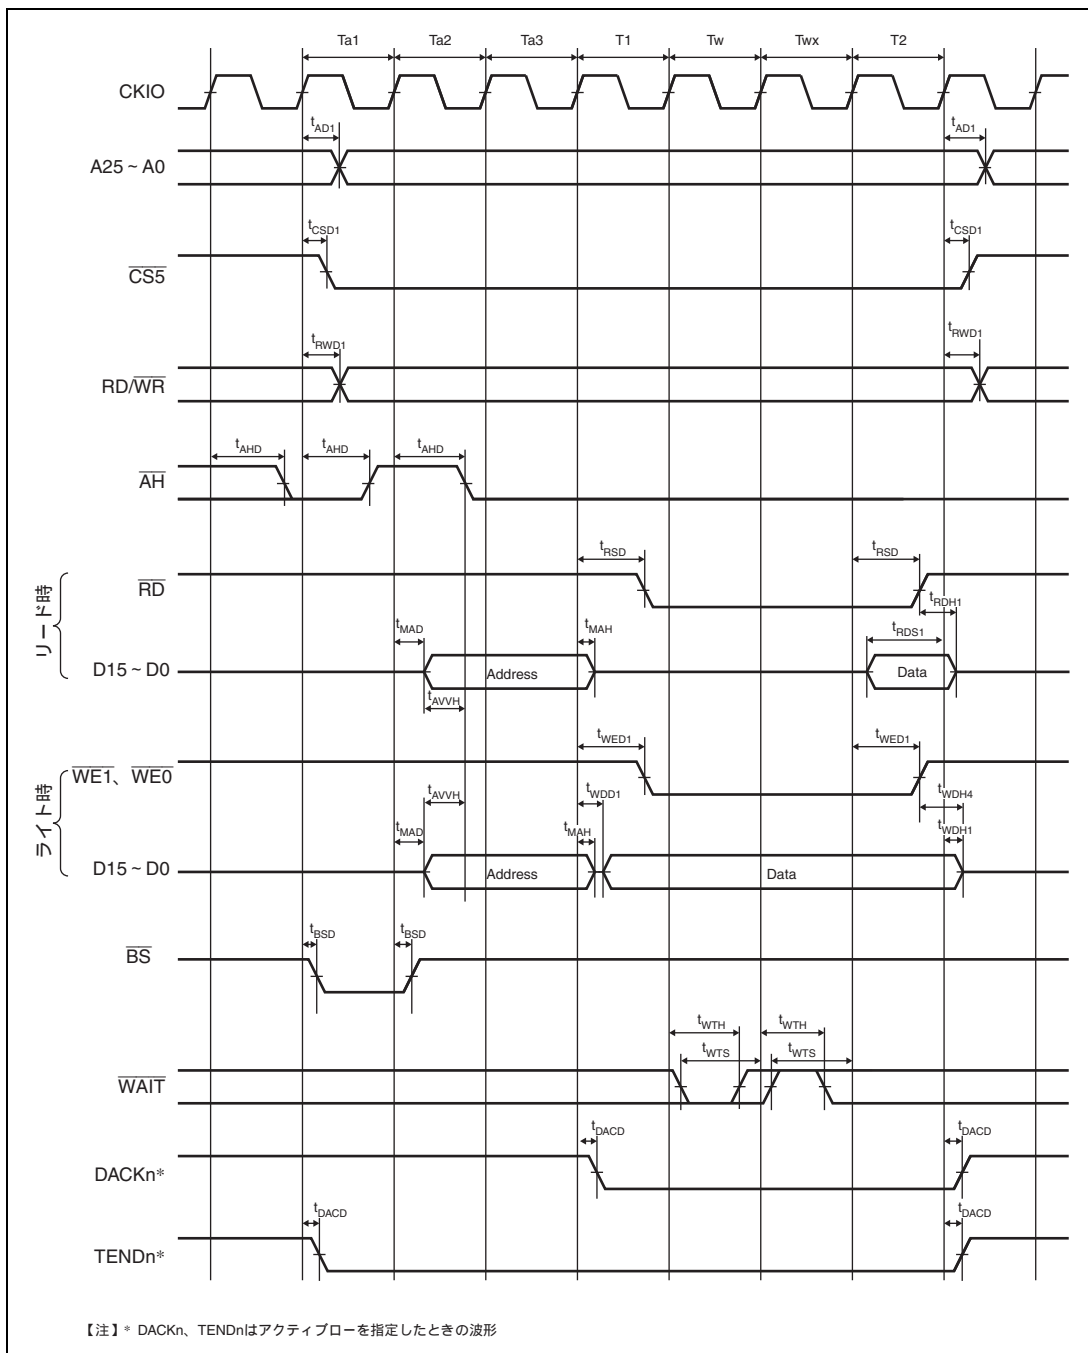 Ta1 Ta2 Ta3 T1 Tw Twx T2
CKIO
tAD1 tAD1
A25~A0
tCSD1 tCSD1
CS5
tRWD1 tRWD1
RD/WR
tAHD tAHD tAHD
AH
tRSD tRSD
RD
tRDH1
リード時
tMAD tMAH tRDS1
D15~D0 Address Data
tAVVH
tWED1 tWED1
WE1、WE0
ライト時
tAVVH tWDD1 tWDH4
tMAD tMAH tWDH1
D15~D0 Address Data
tBSD tBSD
BS
tWTH tWTH
tWTS tWTS
WAIT
tDACD tDACD
DACKn*
tDACD tDACD
TENDn*
【注】* DACKn、TENDnはアクティブローを指定したときの波形